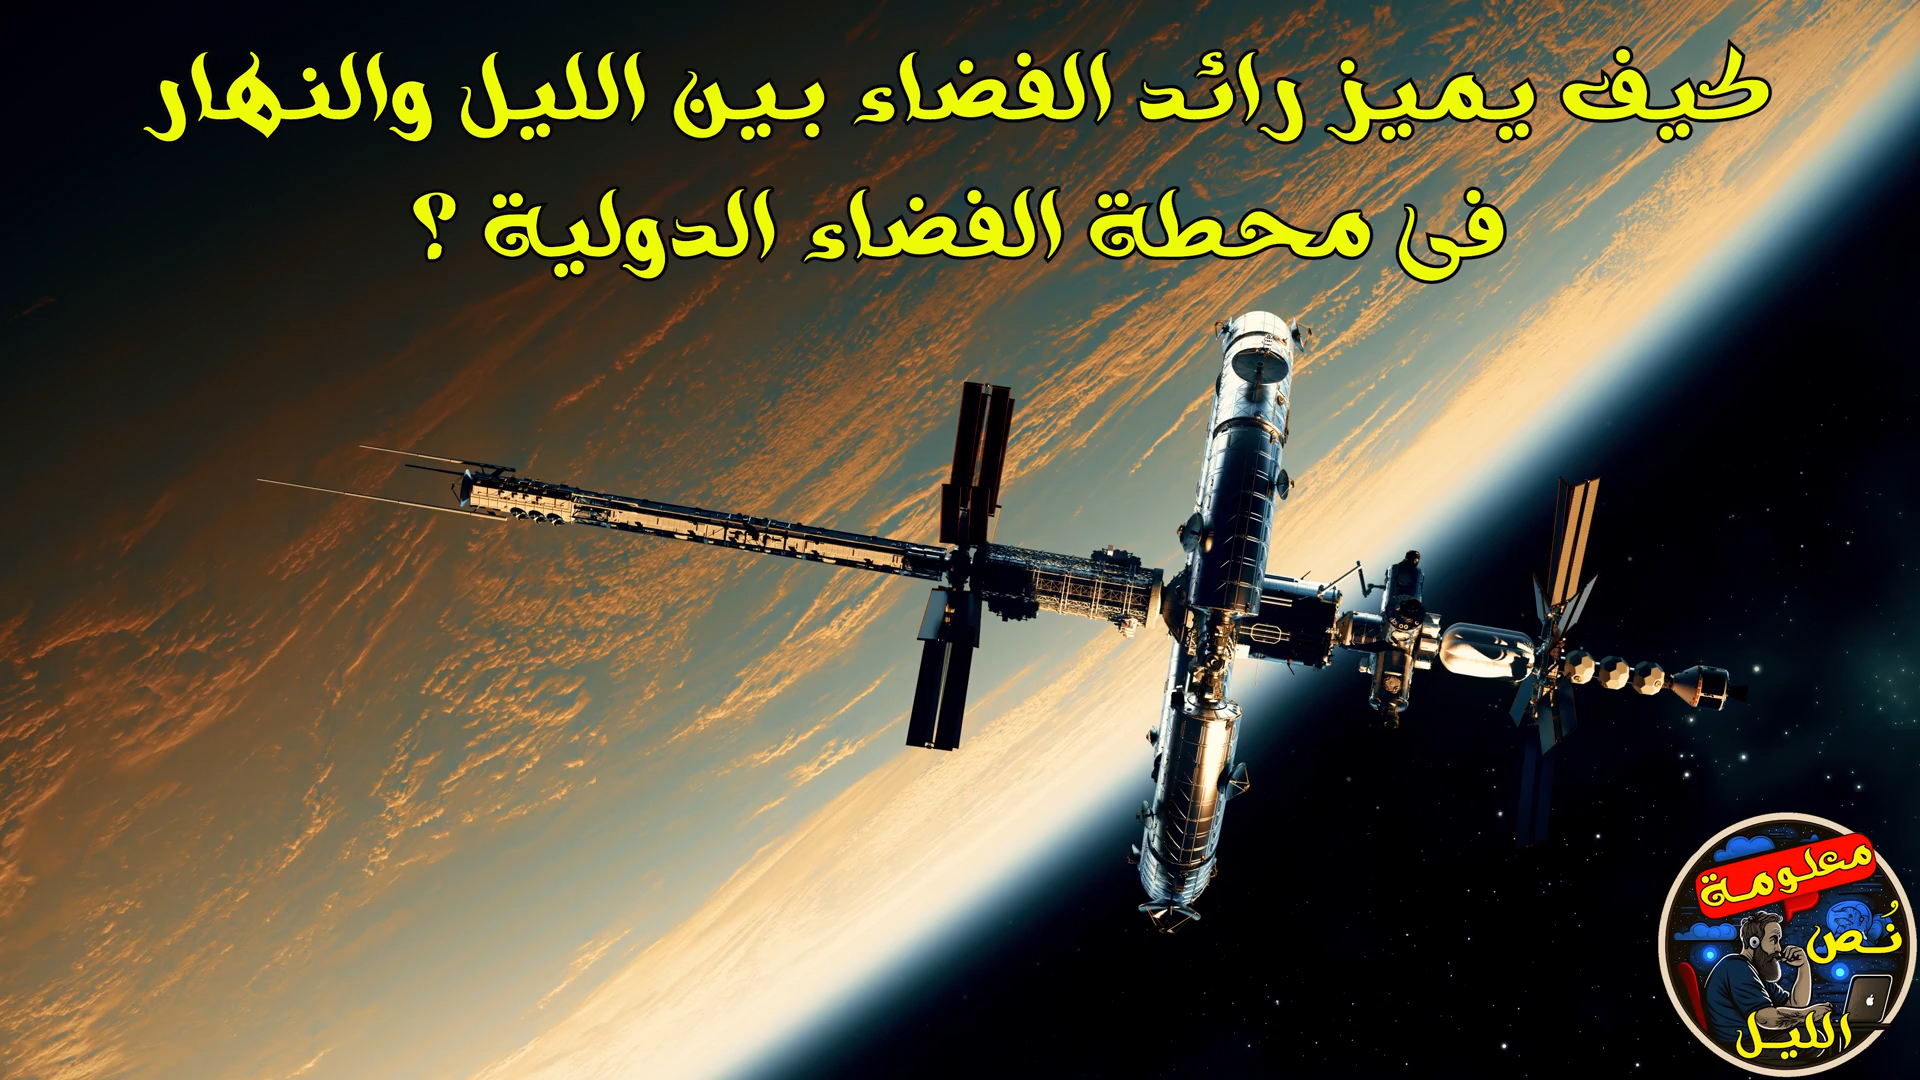 كيف يميز رائد الفضاء بين الليل والنهار
فى محطة الفضاء الدولية ؟
معلومة
نُص
الليل